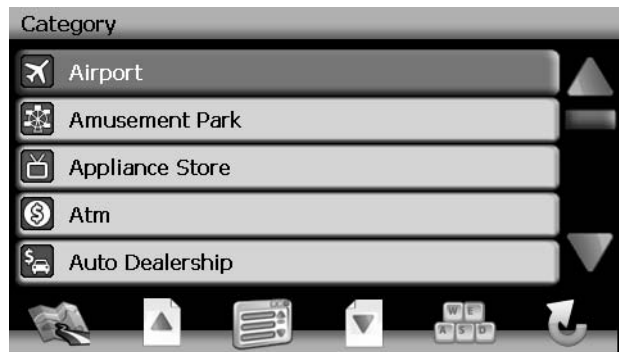 Category
Airport
Amusement Park
Appliance Store
$ Atm
$ Auto Dealership
W E
A S D